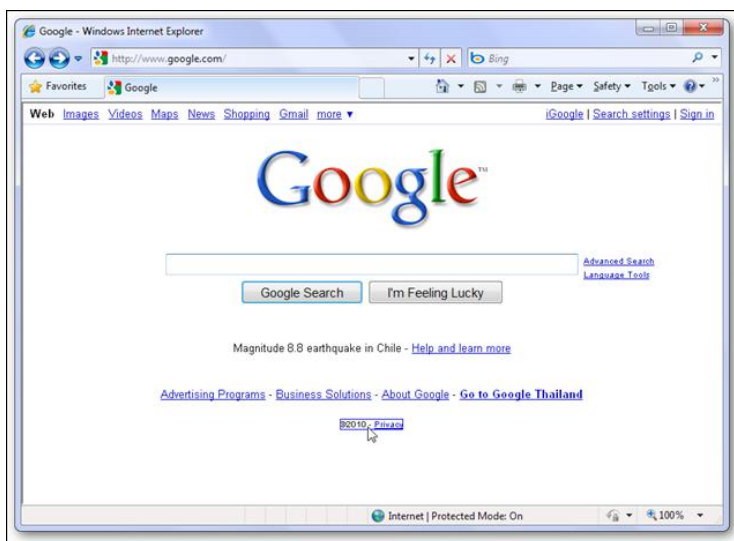 Google - Windows Internet Explorer
http://www.google.com/
Bing
Favorites Google Page Safety Tools
Web Images Videos Maps News Shopping Gmail more ▼ iGoogle | Search settings | Sign in
Google™
Advanced Search
Language Tools
Google Search I'm Feeling Lucky
Magnitude 8.8 earthquake in Chile - Help and learn more
Advertising Programs - Business Solutions - About Google - Go to Google Thailand
©2010 - Privacy
Internet | Protected Mode: On 100%